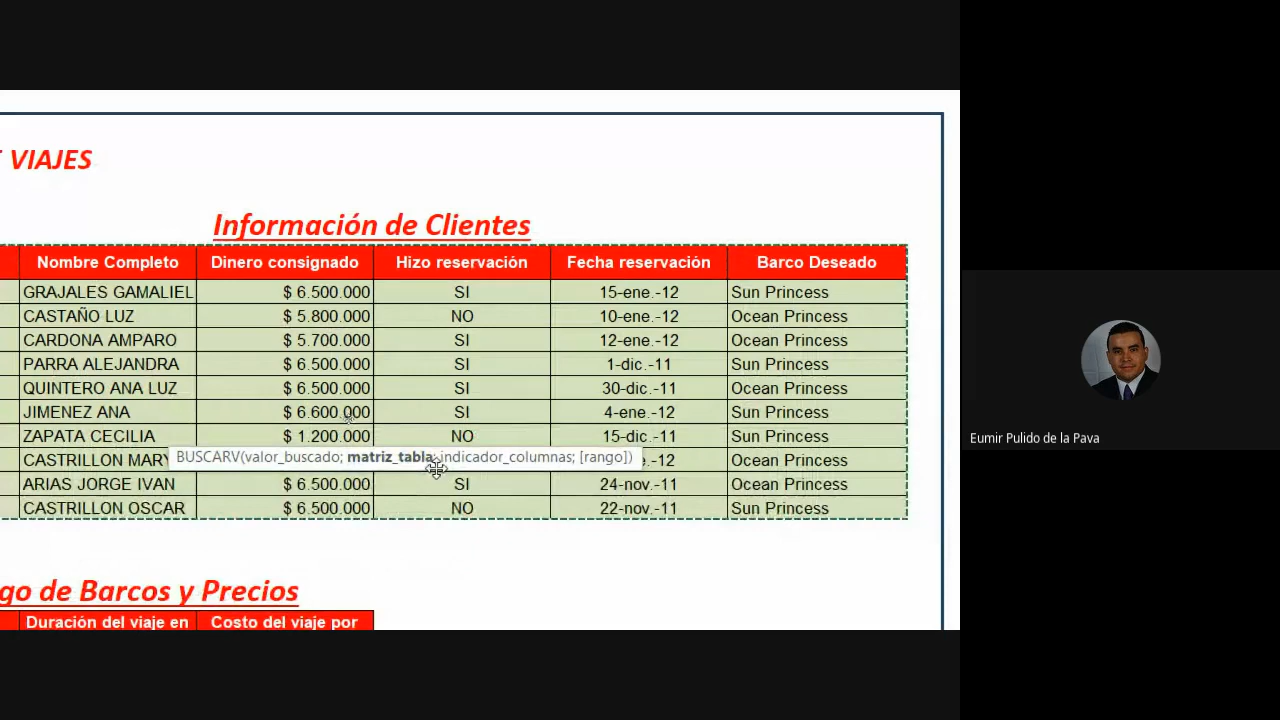 VIAJES
Información de Clientes
Nombre Completo Dinero consignado Hizo reservación Fecha reservación Barco Deseado
GRAJALES GAMALIEL $ 6.500.000 SI 15-ene.-12 Sun Princess
CASTAÑO LUZ $ 5.800.000 NO 10-ene.-12 Ocean Princess
CARDONA AMPARO $ 5.700.000 SI 12-ene.-12 Ocean Princess
PARRA ALEJANDRA $ 6.500.000 SI 1-dic.-11 Sun Princess
QUINTERO ANA LUZ $ 6.500.000 SI 30-dic.-11 Ocean Princess
JIMENEZ ANA $ 6.600.000 SI 4-ene.-12 Sun Princess
ZAPATA CECILIA $ 1.200.000 NO 15-dic.-11 Sun Princess
CASTRILLON MARY e.-12 Ocean Princess
BUSCARV(valor_buscado; matriz_tabla; indicador_columnas; [rango])
ARIAS JORGE IVAN $ 6.500.000 SI 24-nov.-11 Ocean Princess
CASTRILLON OSCAR $ 6.500.000 NO 22-nov.-11 Sun Princess
go de Barcos y Precios
Duración del viaje en Costo del viaje por
Eumir Pulido de la Pava